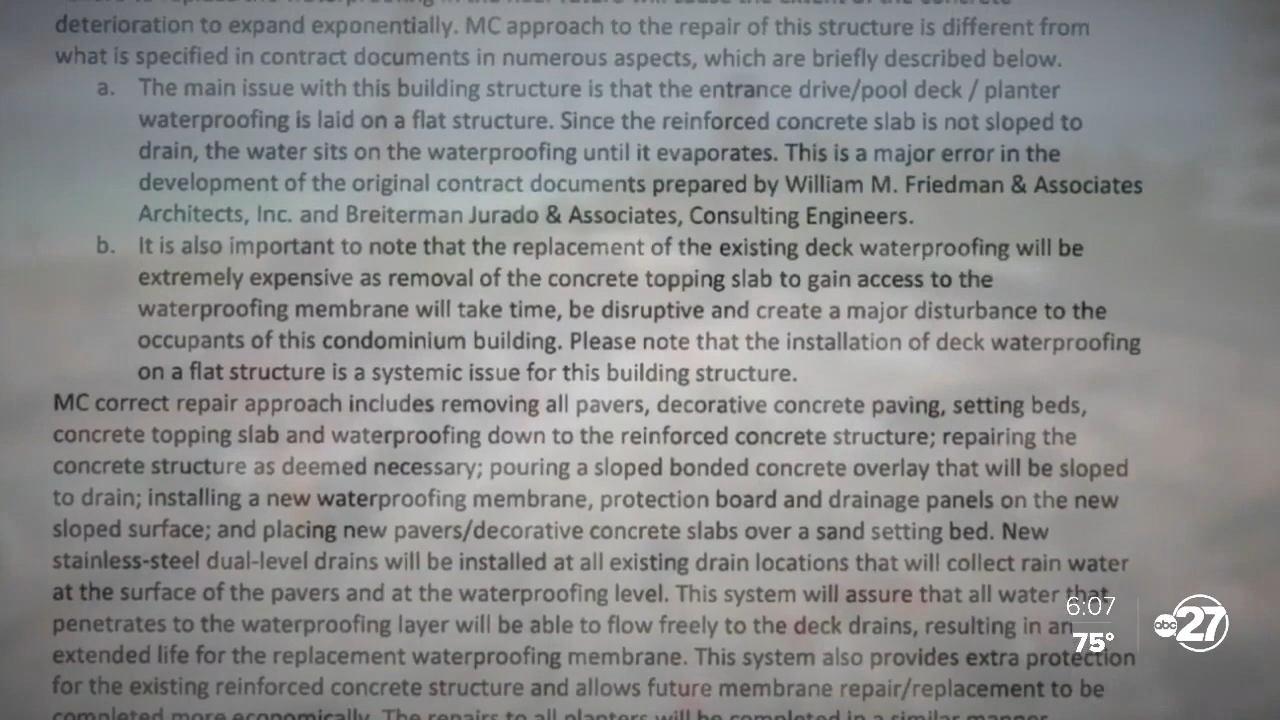 deterioration to expand exponentially. MC approach to the repair of this structure is different from
what is specified in contract documents in numerous aspects, which are briefly described below.
a. The main issue with this building structure is that the entrance drive/pool deck / planter
waterproofing is laid on a flat structure. Since the reinforced concrete slab is not sloped to
drain, the water sits on the waterproofing until it evaporates. This is a major error in the
development of the original contract documents prepared by William M. Friedman & Associates
Architects, Inc. and Breiterman Jurado & Associates, Consulting Engineers.
b. It is also important to note that the replacement of the existing deck waterproofing will be
extremely expensive as removal of the concrete topping slab to gain access to the
waterproofing membrane will take time, be disruptive and create a major disturbance to the
occupants of this condominium building. Please note that the installation of deck waterproofing
on a flat structure is a systemic issue for this building structure.
MC correct repair approach includes removing all pavers, decorative concrete paving, setting beds,
concrete topping slab and waterproofing down to the reinforced concrete structure; repairing the
concrete structure as deemed necessary; pouring a sloped bonded concrete overlay that will be sloped
to drain; installing a new waterproofing membrane, protection board and drainage panels on the new
sloped surface; and placing new pavers/decorative concrete slabs over a sand setting bed. New
stainless-steel dual-level drains will be installed at all existing drain locations that will collect rain water
at the surface of the pavers and at the waterproofing level. This system will assure that all water that
penetrates to the waterproofing layer will be able to flow freely to the deck drains, resulting in an
extended life for the replacement waterproofing membrane. This system also provides extra protection
for the existing reinforced concrete structure and allows future membrane repair/replacement to be
completed more economically. The repairs to all planters will be completed in a similar manner
6:07
75°
abc 27